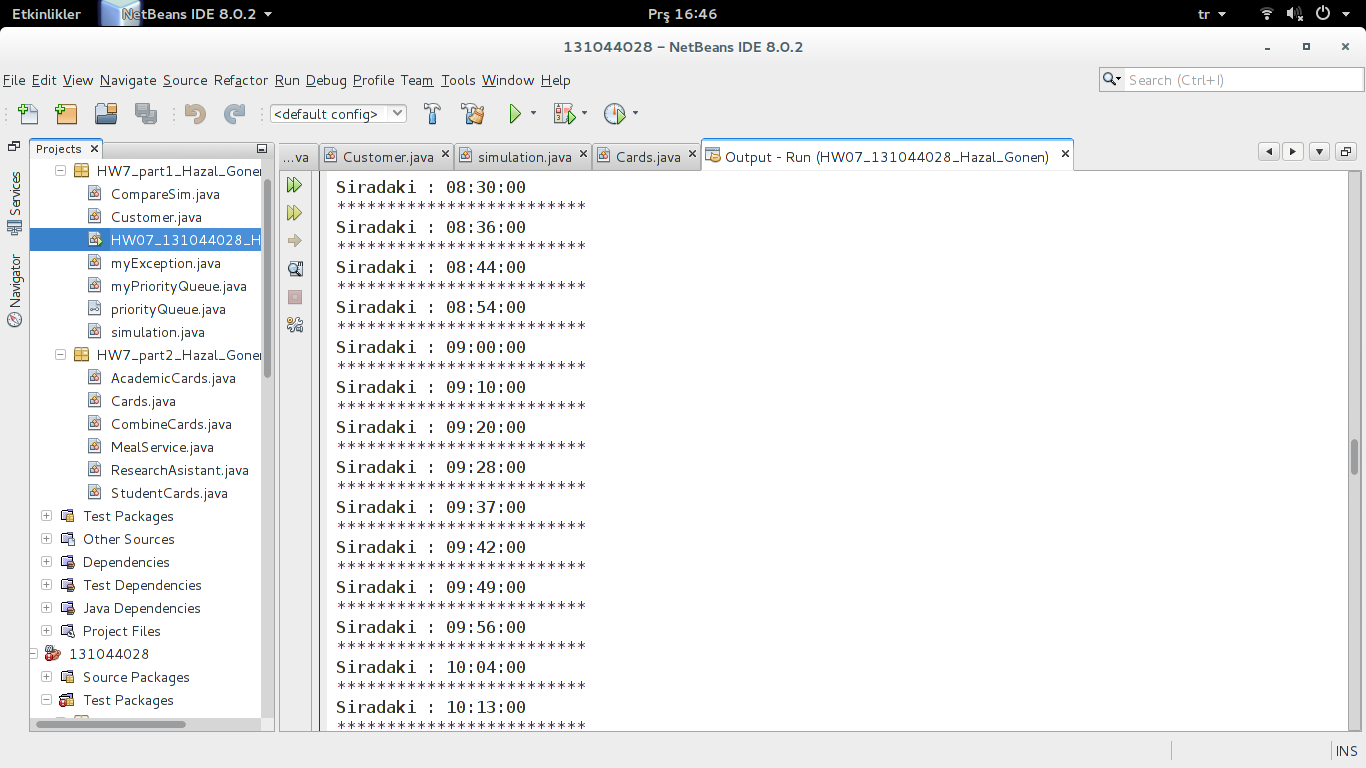 Etkinlikler NetBeans IDE 8.0.2 Prş 16:46 tr
131044028 – NetBeans IDE 8.0.2
File Edit View Navigate Source Refactor Run Debug Profile Team Tools Window Help Search (Ctrl+I)
<default config>
Projects
...va Customer.java simulation.java Cards.java Output - Run (HW07_131044028_Hazal_Gonen)
Services
Navigator
HW7_part1_Hazal_Gonen
CompareSim.java
Customer.java
HW07_131044028_H
myException.java
myPriorityQueue.java
priorityQueue.java
simulation.java
HW7_part2_Hazal_Gonen
AcademicCards.java
Cards.java
CombineCards.java
MealService.java
ResearchAsistant.java
StudentCards.java
Test Packages
Other Sources
Dependencies
Test Dependencies
Java Dependencies
Project Files
131044028
Source Packages
Test Packages
Siradaki : 08:30:00
*************************
Siradaki : 08:36:00
*************************
Siradaki : 08:44:00
*************************
Siradaki : 08:54:00
*************************
Siradaki : 09:00:00
*************************
Siradaki : 09:10:00
*************************
Siradaki : 09:20:00
*************************
Siradaki : 09:28:00
*************************
Siradaki : 09:37:00
*************************
Siradaki : 09:42:00
*************************
Siradaki : 09:49:00
*************************
Siradaki : 09:56:00
*************************
Siradaki : 10:04:00
*************************
Siradaki : 10:13:00
*************************
INS